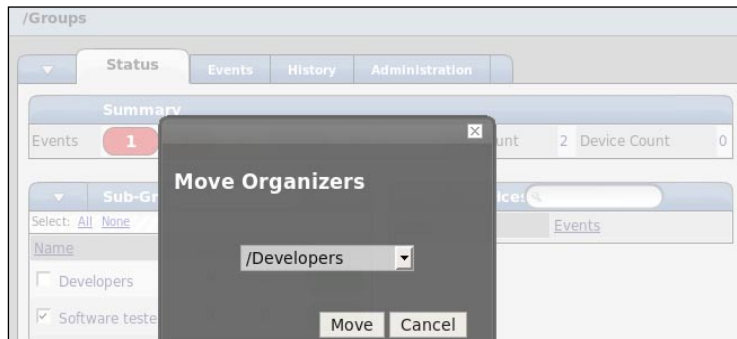 /Groups
Status Events History Administration
Summary
Events 1 unt 2 Device Count 0
Move Organizers
Sub-Gr ices
Select: All None Events
Name
/Developers
Developers
Software teste
Move Cancel